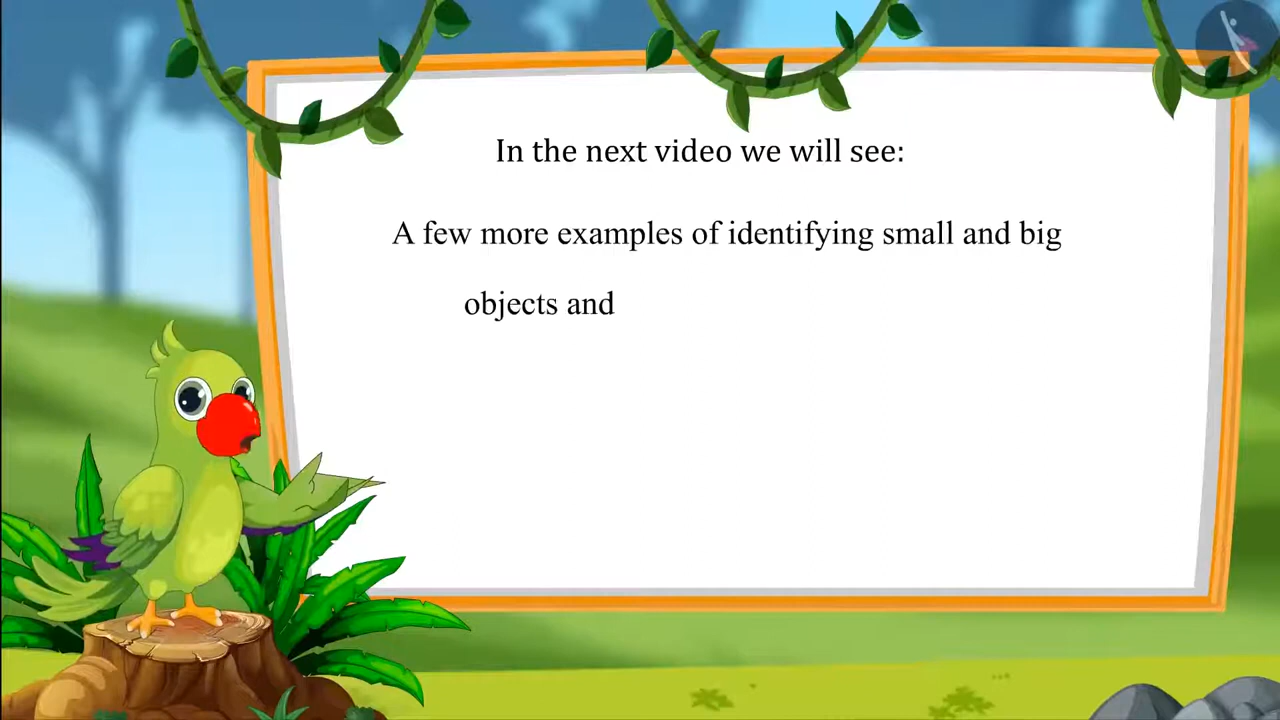 In the next video we will see:
A few more examples of identifying small and big
objects and